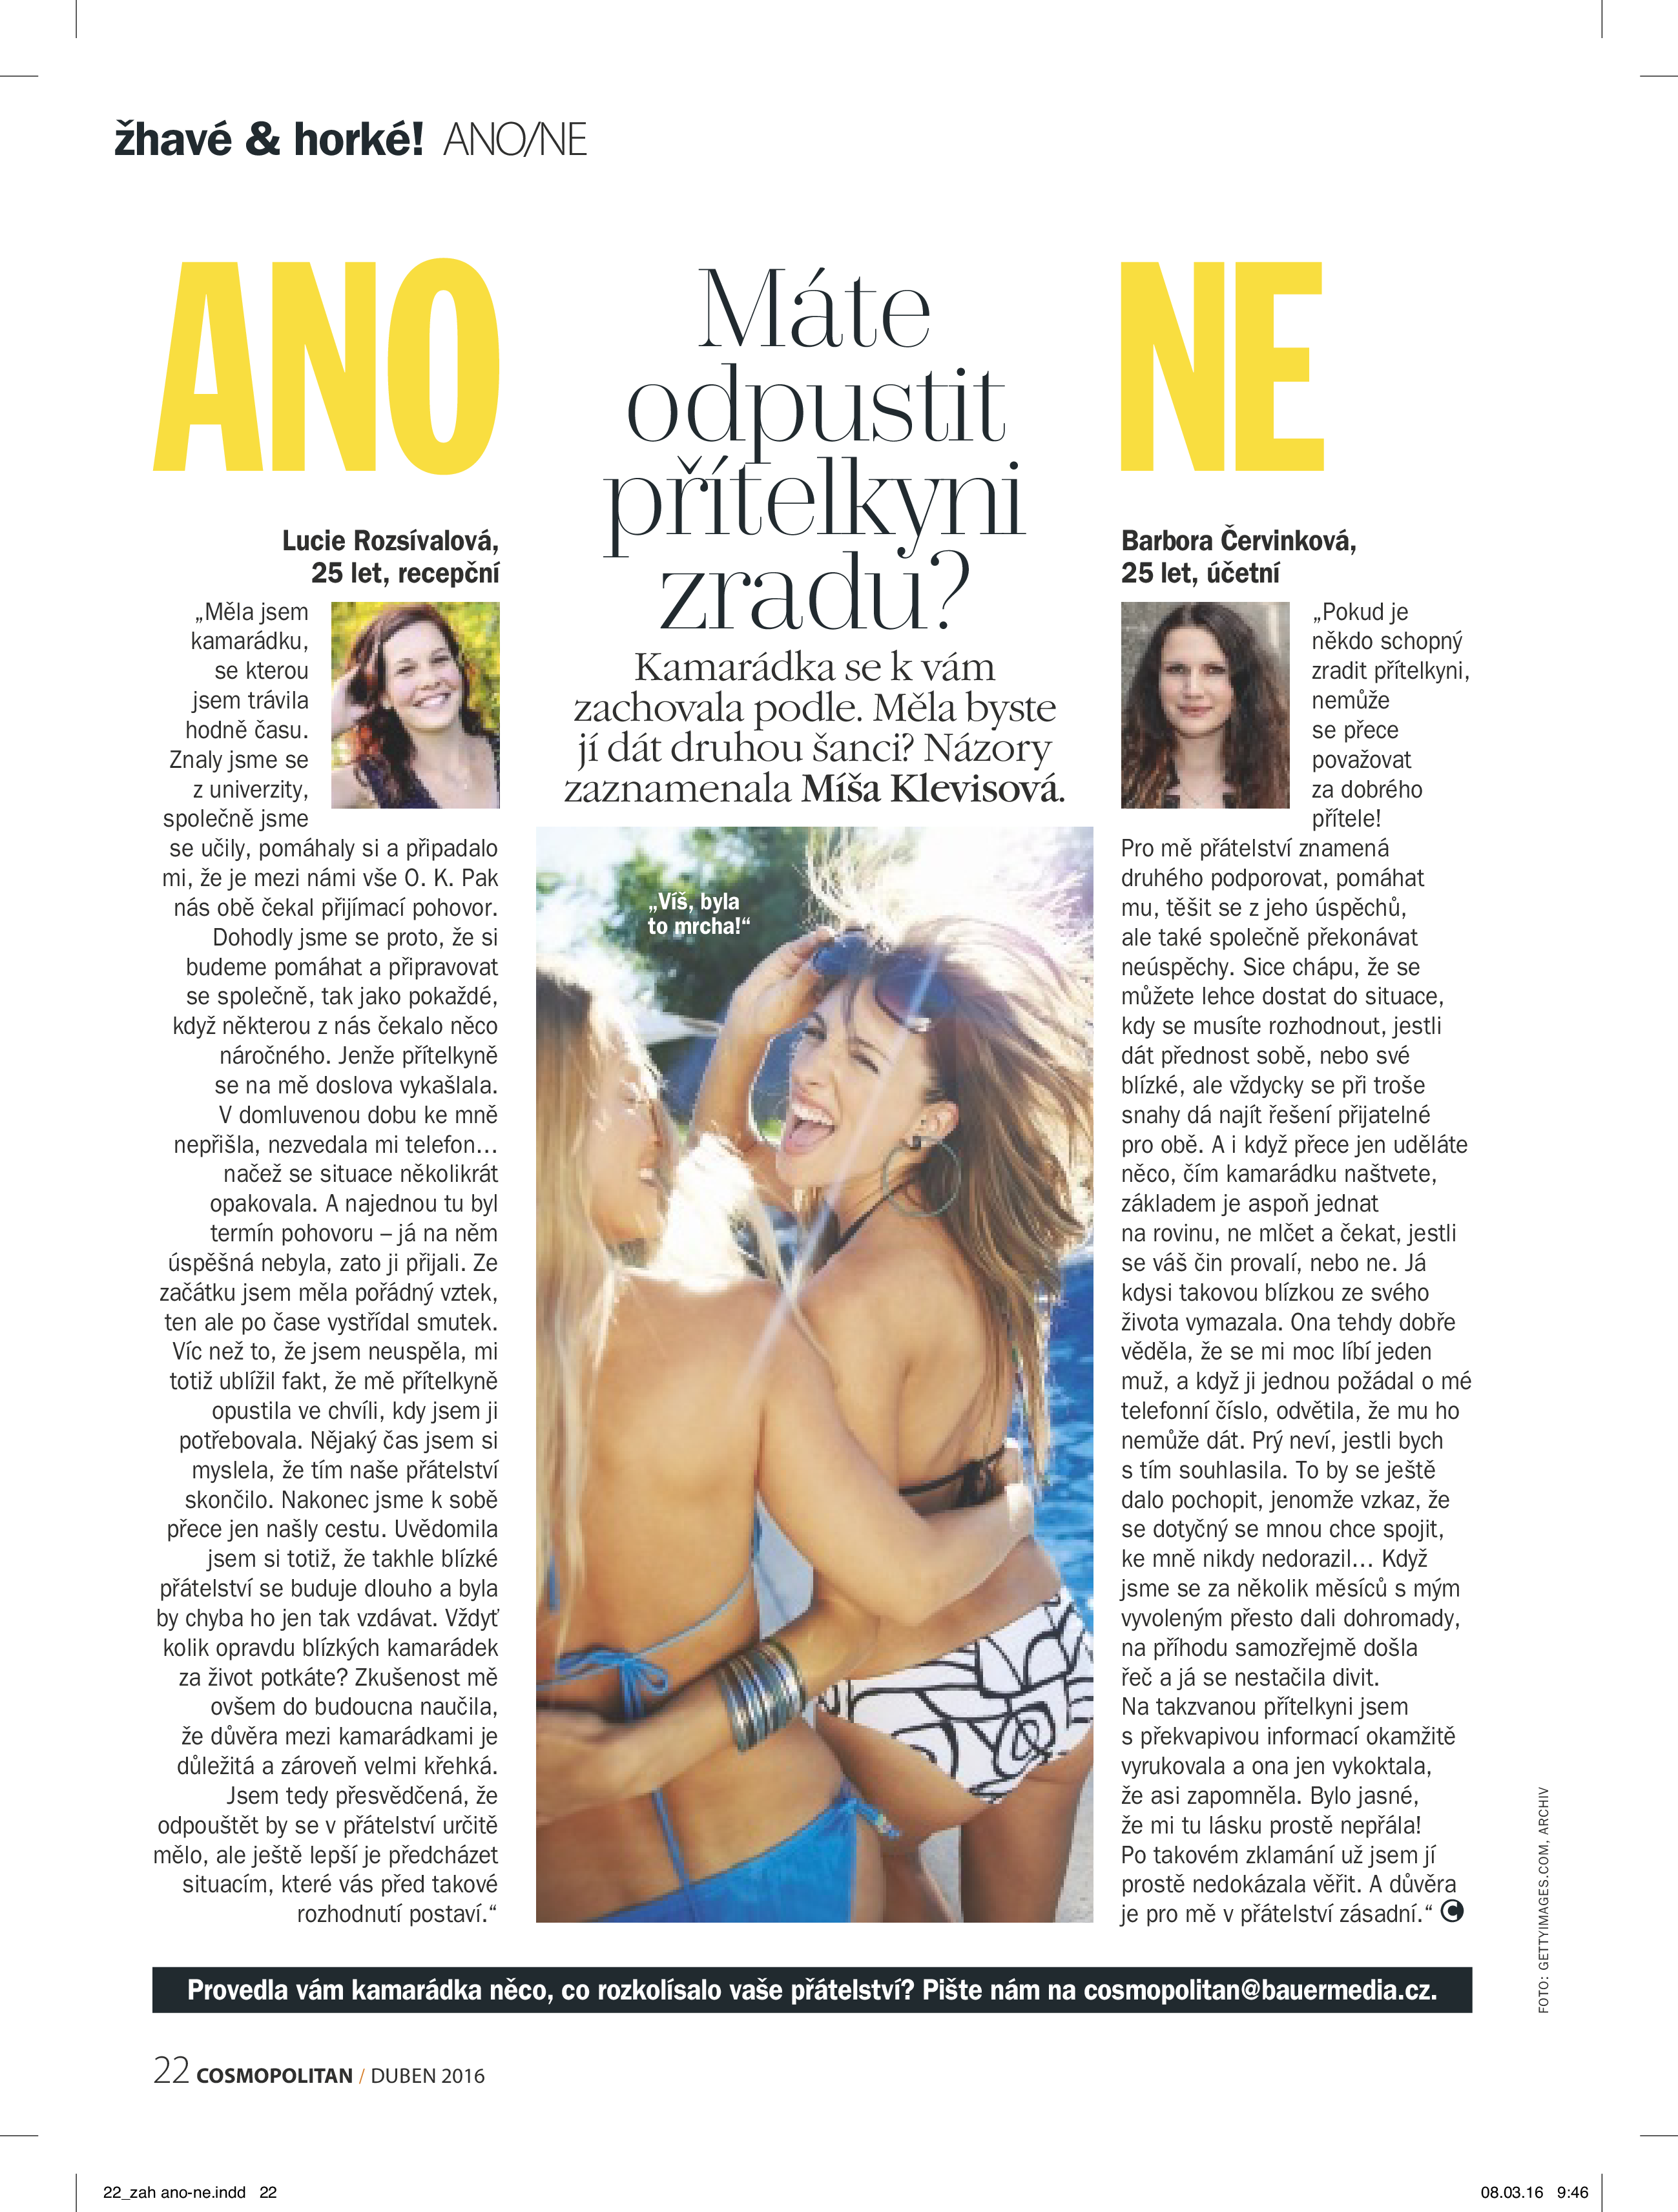 žhavé & horké! ANO/NE
ANO
Lucie Rozsívalová,
25 let, recepční
„Měla jsem
kamarádku,
se kterou
jsem trávila
hodně času.
Znaly jsme se
z univerzity,
společně jsme
se učily, pomáhaly si a připadalo
mi, že je mezi námi vše O. K. Pak
nás obě čekal přijímací pohovor.
Dohodly jsme se proto, že si
budeme pomáhat a připravovat
se společně, tak jako pokaždé,
když některou z nás čekalo něco
náročného. Jenže přítelkyně
se na mě doslova vykašlala.
V domluvenou dobu ke mně
nepřišla, nezvedala mi telefon…
načež se situace několikrát
opakovala. A najednou tu byl
termín pohovoru – já na něm
úspěšná nebyla, zato ji přijali. Ze
začátku jsem měla pořádný vztek,
ten ale po čase vystřídal smutek.
Víc než to, že jsem neuspěla, mi
totiž ublížil fakt, že mě přítelkyně
opustila ve chvíli, kdy jsem ji
potřebovala. Nějaký čas jsem si
myslela, že tím naše přátelství
skončilo. Nakonec jsme k sobě
přece jen našly cestu. Uvědomila
jsem si totiž, že takhle blízké
přátelství se buduje dlouho a byla
by chyba ho jen tak vzdávat. Vždyť
kolik opravdu blízkých kamarádek
za život potkáte? Zkušenost mě
ovšem do budoucna naučila,
že důvěra mezi kamarádkami je
důležitá a zároveň velmi křehká.
Jsem tedy přesvědčená, že
odpouštět by se v přátelství určitě
mělo, ale ještě lepší je předcházet
situacím, které vás před takové
rozhodnutí postaví.“
Máte
odpustit
přítelkyni
zradu?
Kamarádka se k vám
zachovala podle. Měla byste
jí dát druhou šanci? Názory
zaznamenala Míša Klevisová.
„Víš, byla
to mrcha!“
NE
Barbora Červinková,
25 let, účetní
„Pokud je
někdo schopný
zradit přítelkyni,
nemůže
se přece
považovat
za dobrého
přítele!
Pro mě přátelství znamená
druhého podporovat, pomáhat
mu, těšit se z jeho úspěchů,
ale také společně překonávat
neúspěchy. Sice chápu, že se
můžete lehce dostat do situace,
kdy se musíte rozhodnout, jestli
dát přednost sobě, nebo své
blízké, ale vždycky se při troše
snahy dá najít řešení přijatelné
pro obě. A i když přece jen uděláte
něco, čím kamarádku naštvete,
základem je aspoň jednat
na rovinu, ne mlčet a čekat, jestli
se váš čin provalí, nebo ne. Já
kdysi takovou blízkou ze svého
života vymazala. Ona tehdy dobře
věděla, že se mi moc líbí jeden
muž, a když ji jednou požádal o mé
telefonní číslo, odvětila, že mu ho
nemůže dát. Prý neví, jestli bych
s tím souhlasila. To by se ještě
dalo pochopit, jenomže vzkaz, že
se dotyčný se mnou chce spojit,
ke mně nikdy nedorazil… Když
jsme se za několik měsíců s mým
vyvoleným přesto dali dohromady,
na příhodu samozřejmě došla
řeč a já se nestačila divit.
Na takzvanou přítelkyni jsem
s překvapivou informací okamžitě
vyrukovala a ona jen vykoktala,
že asi zapomněla. Bylo jasné,
že mi tu lásku prostě nepřála!
Po takovém zklamání už jsem jí
prostě nedokázala věřit. A důvěra
je pro mě v přátelství zásadní.“ C
FOTO: GETTYIMAGES.COM, ARCHIV
Provedla vám kamarádka něco, co rozkolísalo vaše přátelství? Pište nám na cosmopolitan@bauermedia.cz.
22 COSMOPOLITAN / DUBEN 2016
22_zah ano-ne.indd 22
08.03.16 9:46